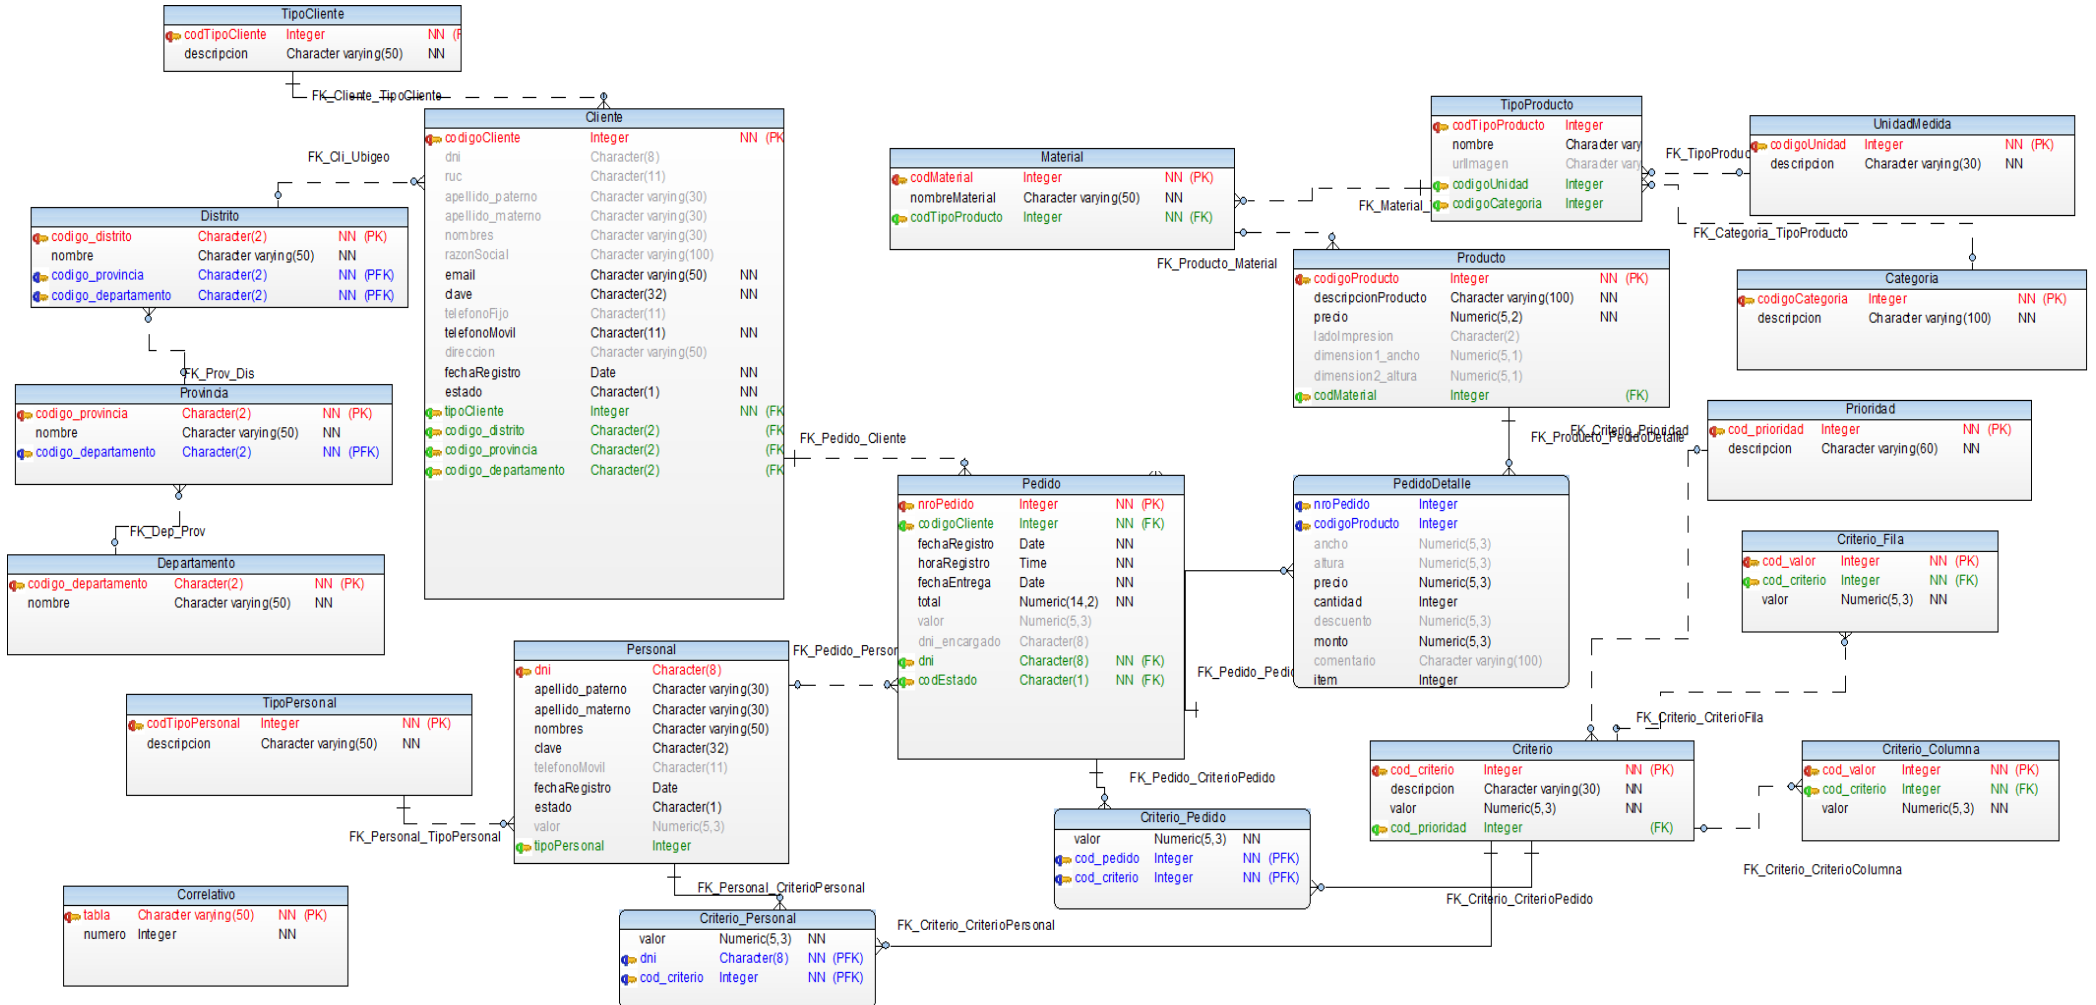 TipoCliente
codTipoCliente Integer NN (P
descripcion Character varying(50) NN
FK_Cliente_TipoCliente
Cliente
codigoCliente Integer NN (PK
dni Character(8)
ruc Character(11)
apellido_paterno Character varying(30)
apellido_materno Character varying(30)
nombres Character varying(30)
razonSocial Character varying(100)
email Character varying(50) NN
clave Character(32) NN
telefonoFijo Character(11)
telefonoMovil Character(11) NN
direccion Character varying(50)
fechaRegistro Date NN
estado Character(1) NN
tipoCliente Integer NN (FK
codigo_distrito Character(2) (FK
codigo_provincia Character(2) (FK
codigo_departamento Character(2) (FK
FK_Cli_Ubigeo
Distrito
codigo_distrito Character(2) NN (PK)
nombre Character varying(50) NN
codigo_provincia Character(2) NN (PFK)
codigo_departamento Character(2) NN (PFK)
FK_Prov_Dis
Provincia
codigo_provincia Character(2) NN (PK)
nombre Character varying(50) NN
codigo_departamento Character(2) NN (PFK)
FK_Dep_Prov
Departamento
codigo_departamento Character(2) NN (PK)
nombre Character varying(50) NN
Material
codMaterial Integer NN (PK)
nombreMaterial Character varying(50) NN
codTipoProducto Integer NN (FK)
FK_Material_
TipoProducto
codTipoProducto Integer
nombre Character vary
urlImagen Character vary
codigoUnidad Integer
codigoCategoria Integer
FK_TipoProduc
UnidadMedida
codigoUnidad Integer NN (PK)
descripcion Character varying(30) NN
FK_Categoria_TipoProducto
Categoria
codigoCategoria Integer NN (PK)
descripcion Character varying(100) NN
FK_Producto_Material
Producto
codigoProducto Integer NN (PK)
descripcionProducto Character varying(100) NN
precio Numeric(5,2) NN
ladoImpresion Character(2)
dimension1_ancho Numeric(5,1)
dimension2_altura Numeric(5,1)
codMaterial Integer (FK)
FK_Criterio_Prioridad
FK_Producto_PedidoDetalle
Prioridad
cod_prioridad Integer NN (PK)
descripcion Character varying(60) NN
FK_Pedido_Cliente
Pedido
nroPedido Integer NN (PK)
codigoCliente Integer NN (FK)
fechaRegistro Date NN
horaRegistro Time NN
fechaEntrega Date NN
total Numeric(14,2) NN
valor Numeric(5,3)
dni_encargado Character(8)
dni Character(8) NN (FK)
codEstado Character(1) NN (FK)
PedidoDetalle
nroPedido Integer
codigoProducto Integer
ancho Numeric(5,3)
altura Numeric(5,3)
precio Numeric(5,3)
cantidad Integer
descuento Numeric(5,3)
monto Numeric(5,3)
comentario Character varying(100)
item Integer
FK_Pedido_Pedi
Criterio_Fila
cod_valor Integer NN (PK)
cod_criterio Integer NN (FK)
valor Numeric(5,3) NN
FK_Criterio_CriterioFila
FK_Pedido_Person
Personal
dni Character(8)
apellido_paterno Character varying(30)
apellido_materno Character varying(30)
nombres Character varying(50)
clave Character(32)
telefonoMovil Character(11)
fechaRegistro Date
estado Character(1)
valor Numeric(5,3)
tipoPersonal Integer
TipoPersonal
codTipoPersonal Integer NN (PK)
descripcion Character varying(50) NN
FK_Personal_TipoPersonal
FK_Pedido_CriterioPedido
Criterio
cod_criterio Integer NN (PK)
descripcion Character varying(30) NN
valor Numeric(5,3) NN
cod_prioridad Integer (FK)
Criterio_Columna
cod_valor Integer NN (PK)
cod_criterio Integer NN (FK)
valor Numeric(5,3) NN
FK_Criterio_CriterioColumna
Criterio_Pedido
valor Numeric(5,3) NN
cod_pedido Integer NN (PFK)
cod_criterio Integer NN (PFK)
FK_Criterio_CriterioPedido
FK_Personal_CriterioPersonal
FK_Criterio_CriterioPersonal
Criterio_Personal
valor Numeric(5,3) NN
dni Character(8) NN (PFK)
cod_criterio Integer NN (PFK)
Correlativo
tabla Character varying(50) NN (PK)
numero Integer NN